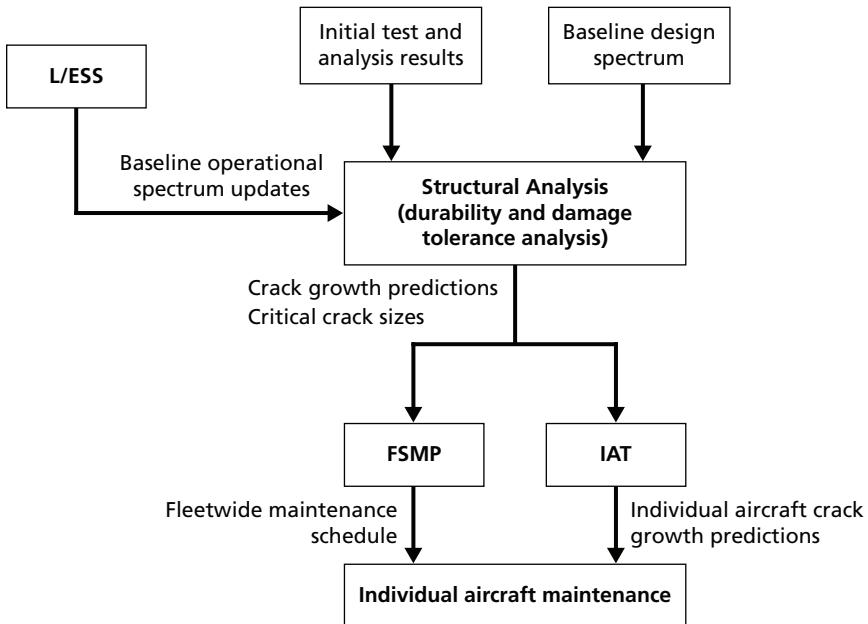 Initial test and
analysis results
Baseline design
spectrum
L/ESS
Baseline operational
spectrum updates
Structural Analysis
(durability and damage
tolerance analysis)
Crack growth predictions
Critical crack sizes
FSMP
IAT
Fleetwide maintenance
schedule
Individual aircraft crack
growth predictions
Individual aircraft maintenance